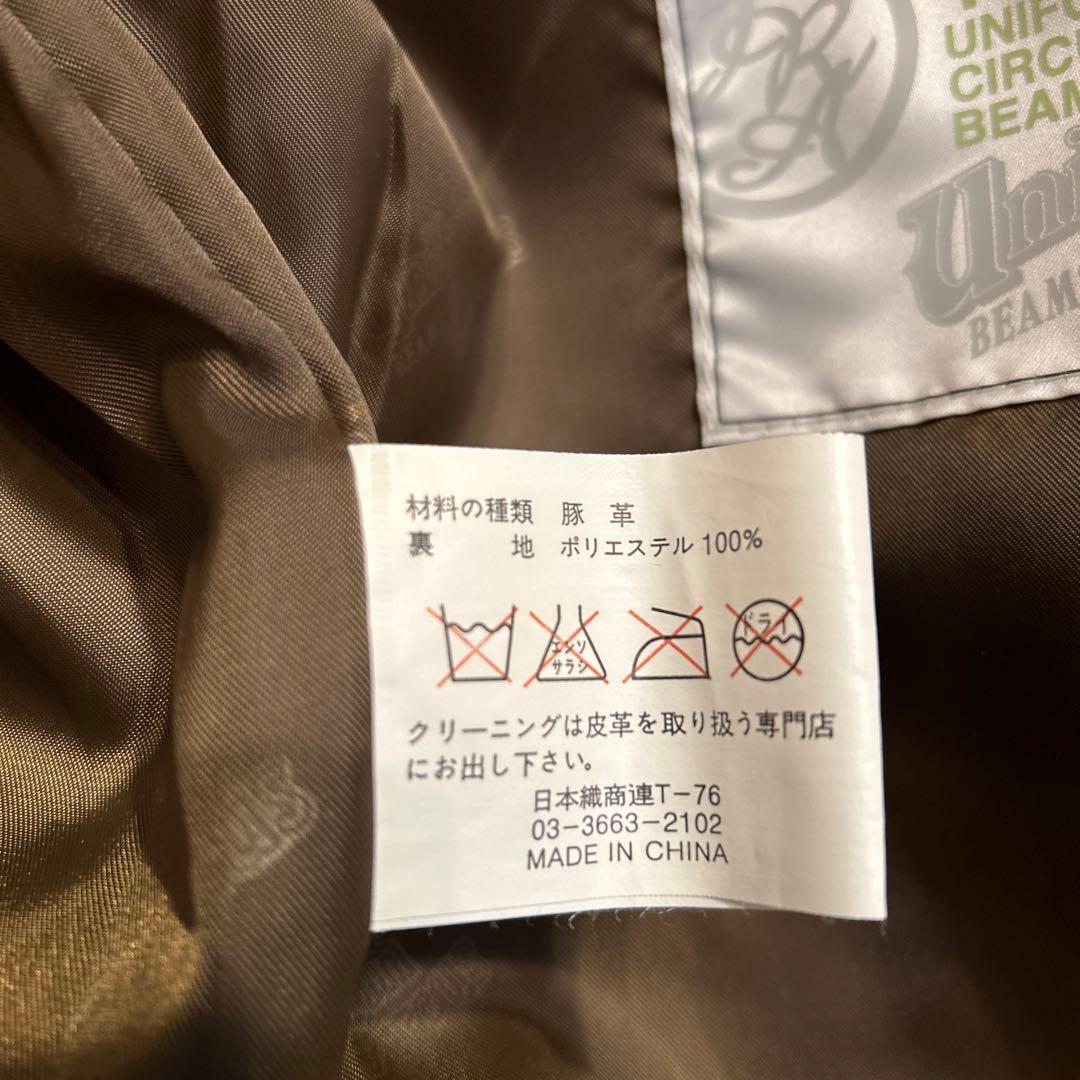 CIRC
BEAM
Uni
BEAMS
材料の種類 豚 革
裏 地 ポリエステル 100%
エンソ
サラシ
ドライ
クリーニングは皮革を取り扱う専門店
にお出し下さい。
日本織商連T-76
03-3663-2102
MADE IN CHINA